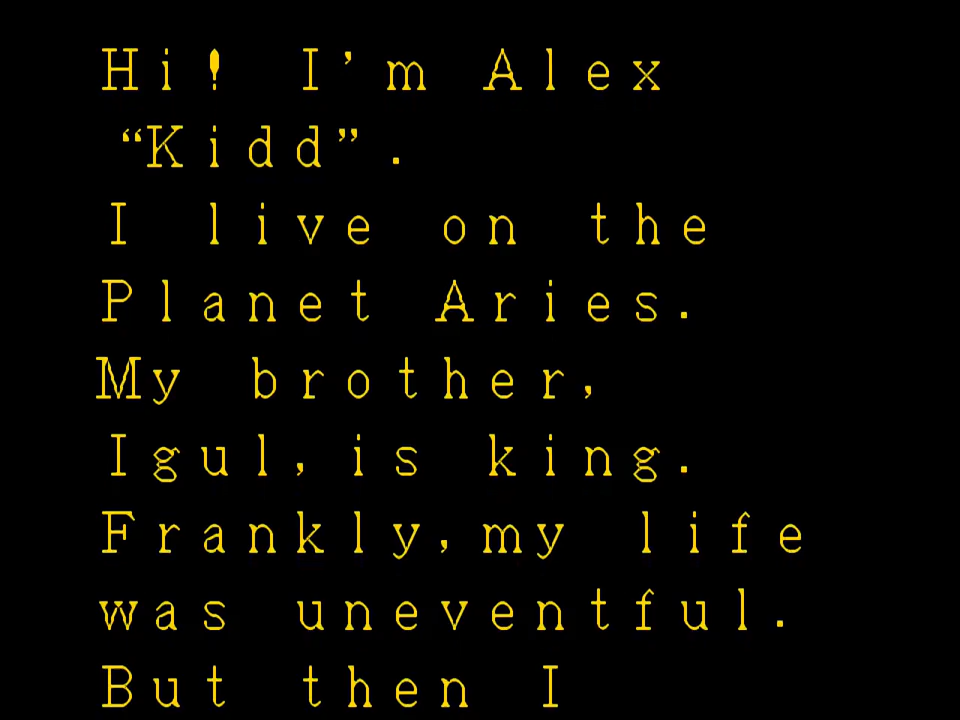 Hi! I’m Alex
“Kidd”.
I live on the
Planet Aries.
My brother,
Igul, is king.
Frankly, my life
was uneventful.
But then I